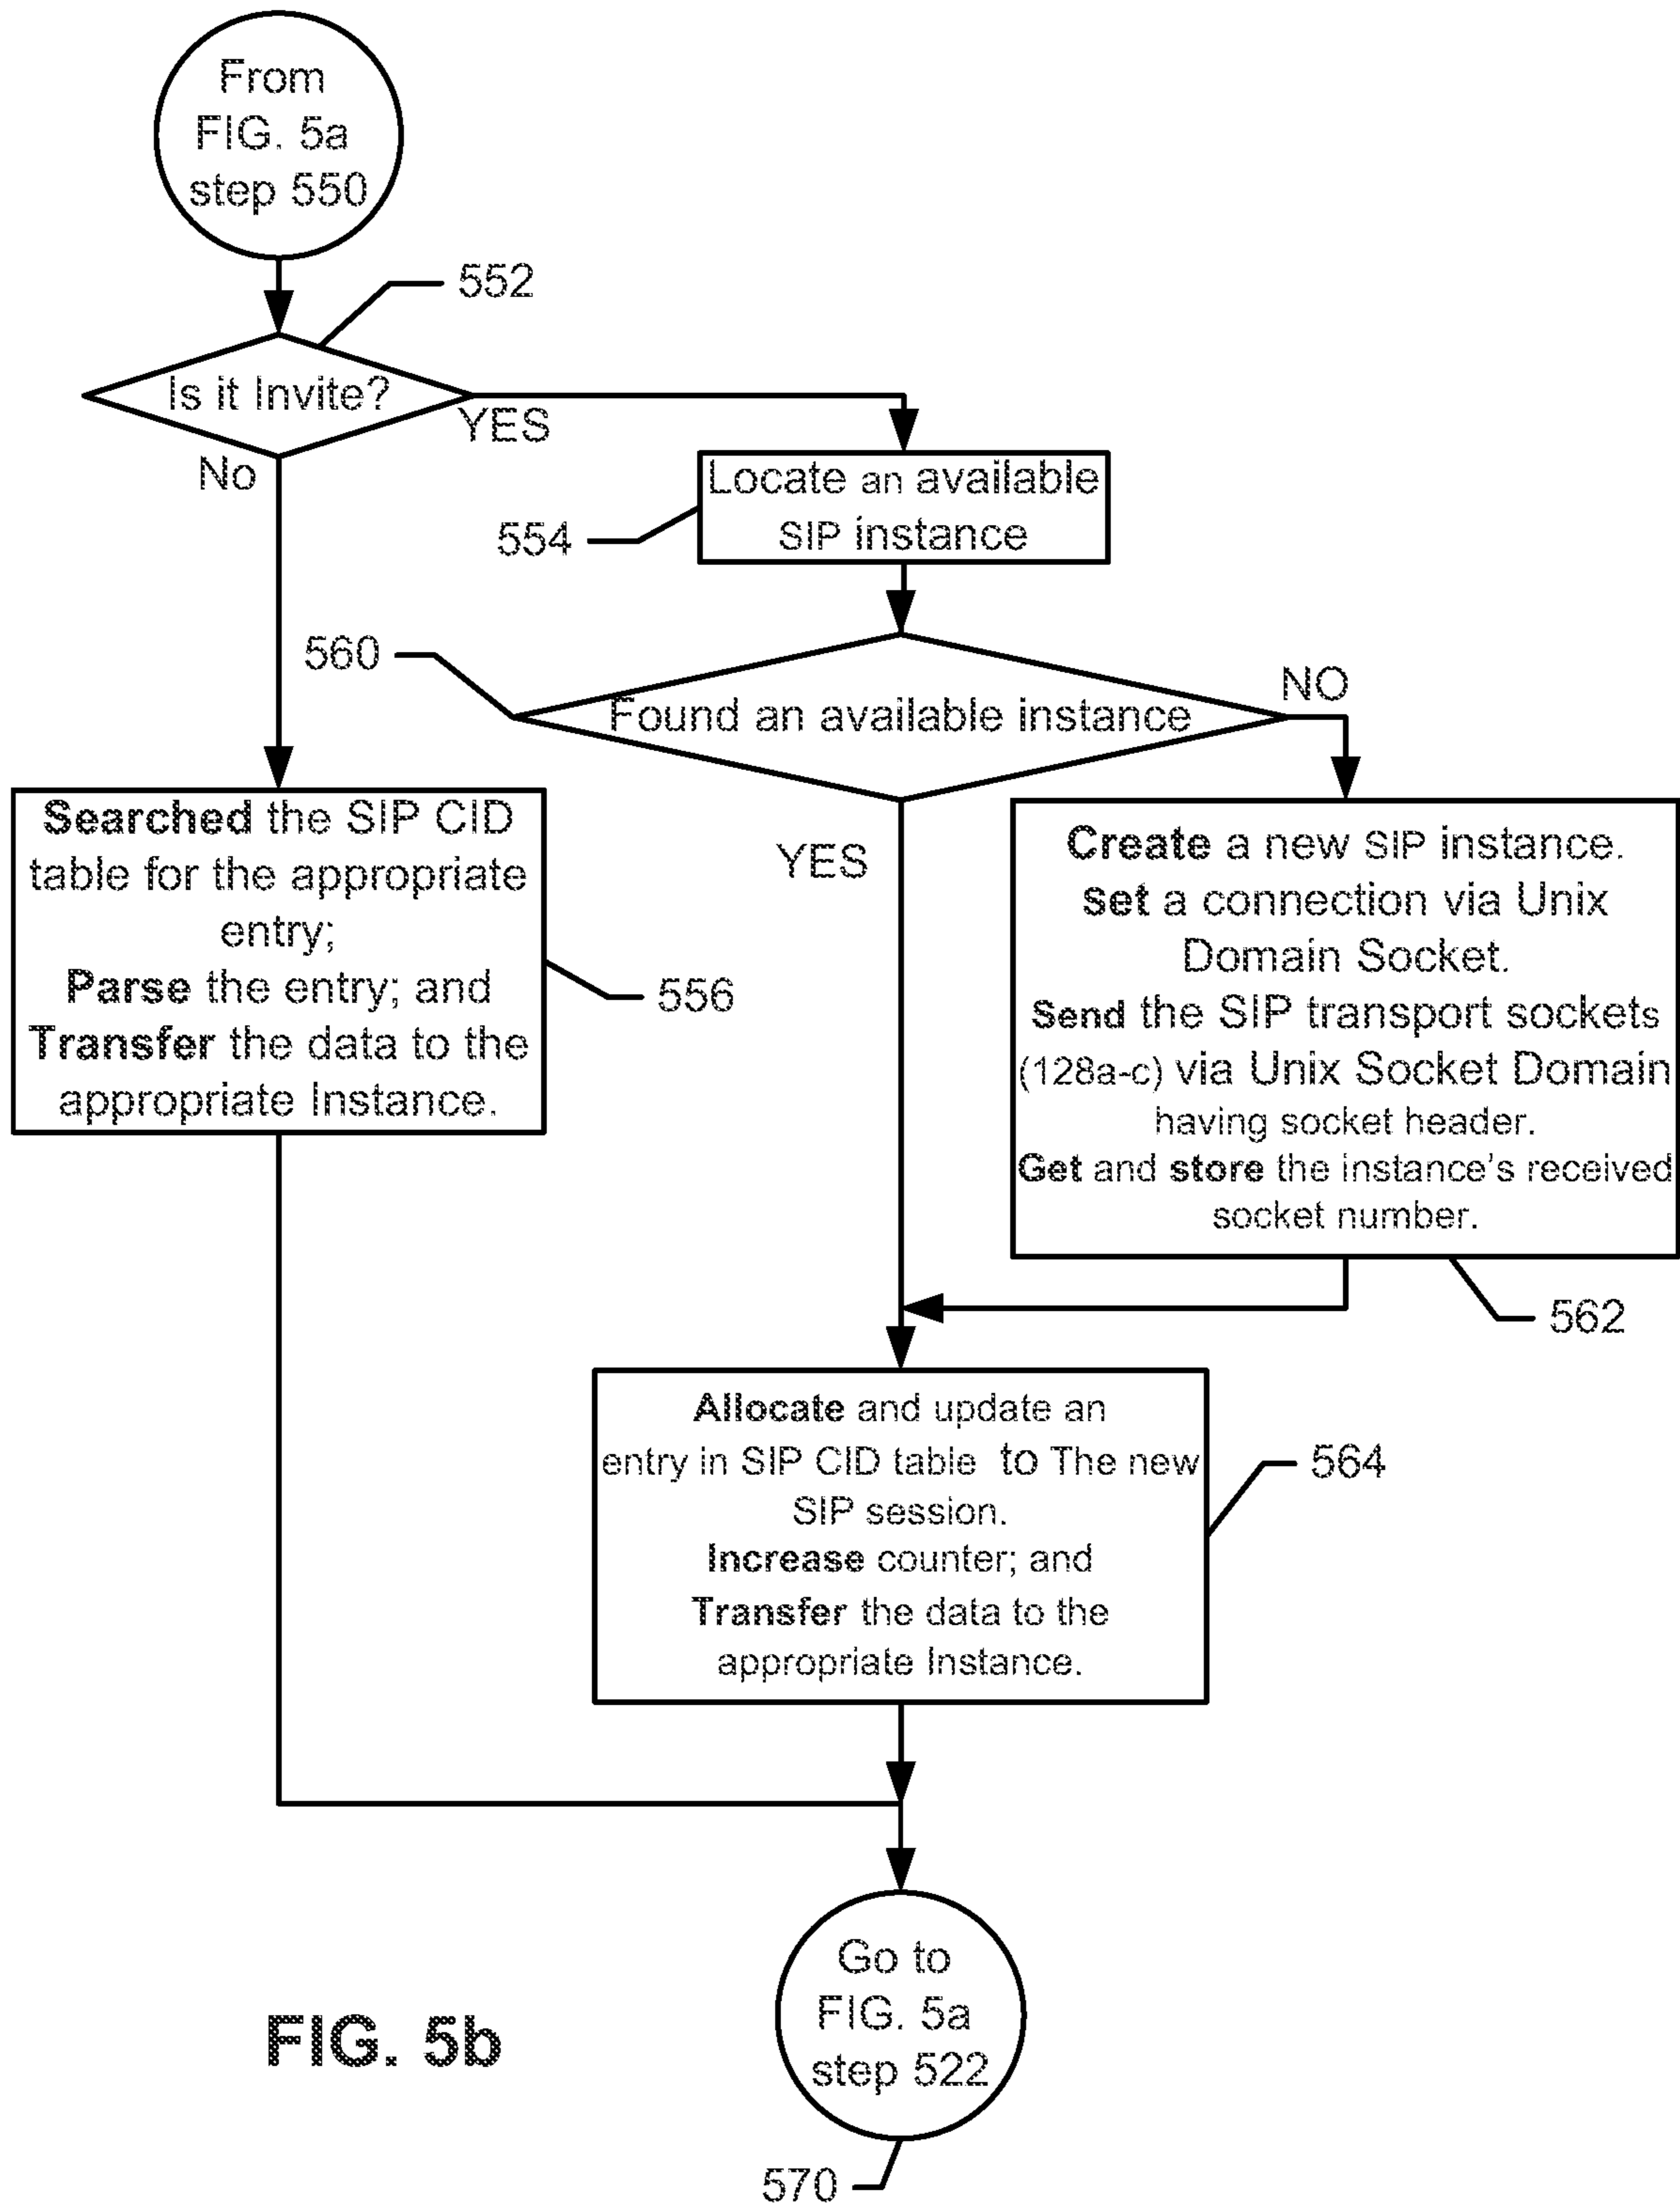 From
FIG. 5a
step 550
552
Is it Invite?
YES
No
Locate an available
SIP instance
554
560
Found an available instance
NO
YES
Searched the SIP CID
table for the appropriate
entry;
Parse the entry; and
Transfer the data to the
appropriate Instance.
556
Create a new SIP instance.
Set a connection via Unix
Domain Socket.
Send the SIP transport sockets
(128a-c) via Unix Socket Domain
having socket header.
Get and store the instance's received
socket number.
562
Allocate and update an
entry in SIP CID table to The new
SIP session.
Increase counter; and
Transfer the data to the
appropriate Instance.
564
Go to
FIG. 5a
step 522
570
FIG. 5b